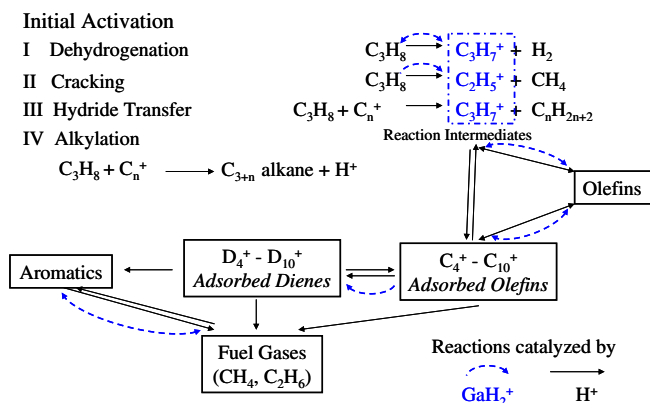 Initial Activation
I Dehydrogenation
C₃H₈ C₃H₇⁺ + H₂
II Cracking
C₃H₈ C₂H₅⁺ + CH₄
III Hydride Transfer
C₃H₈ + Cₙ⁺ C₃H₇⁺ + CₙH₂ₙ₊₂
IV Alkylation
Reaction Intermediates
C₃H₈ + Cₙ⁺ C₃₊ₙ alkane + H⁺
Olefins
Aromatics
D₄⁺ - D₁₀⁺
Adsorbed Dienes
C₄⁺ - C₁₀⁺
Adsorbed Olefins
Fuel Gases
(CH₄, C₂H₆)
Reactions catalyzed by
GaH₂⁺ H⁺